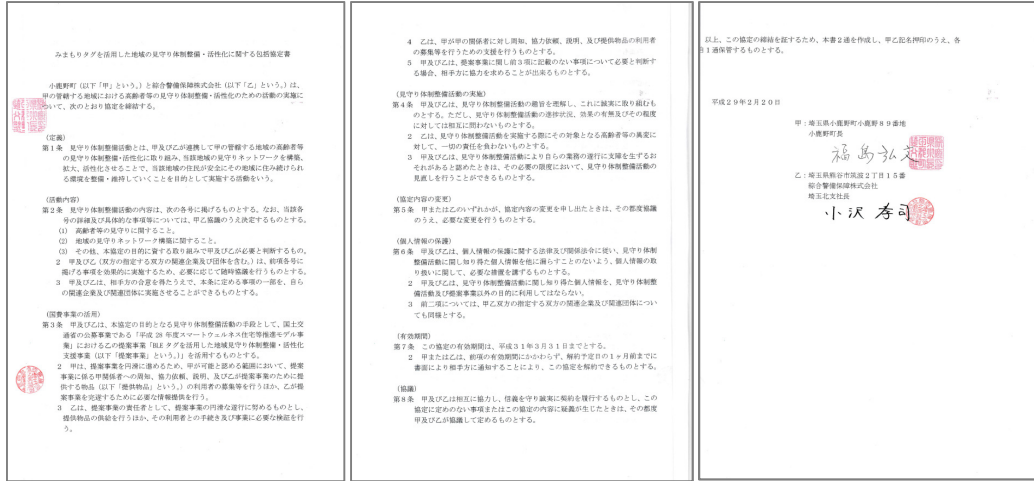 みまもりタグを活用した地域の見守り体制整備・活性化に関する包括協定書
小鹿野町（以下「甲」という。）と綜合警備保障株式会社（以下「乙」という。）は、
甲の管轄する地域における高齢者等の見守り体制整備・活性化のための活動の実施に
ついて、次のとおり協定を締結する。
（定義）
第１条　見守り体制整備活動とは、甲及び乙が連携して甲の管轄する地域の高齢者等
の見守り体制整備・活性化に取り組み、当該地域の見守りネットワークを構築、
拡大、活性化させることで、当該地域の住民が安全にその地域に住み続けられ
る環境を整備・維持していくことを目的として実施する活動をいう。
（活動内容）
第２条　見守り体制整備活動の内容は、次の各号に掲げるものとする。なお、当該各
号の詳細及び具体的な事項等については、甲乙協議のうえ決定するものとする。
(1)　高齢者等の見守りに関すること。
(2)　地域の見守りネットワーク構築に関すること。
(3)　その他、本協定の目的に資する取り組みで甲及び乙が必要と判断するもの。
２　甲及び乙（双方の指定する双方の関連企業及び団体を含む。）は、前項各号に
掲げる事項を効果的に実施するため、必要に応じて随時協議を行うものとする。
３　甲及び乙は、相手方の合意を得たうえで、本条に定める事項の一部を、自ら
の関連企業及び関連団体に実施させることができるものとする。
（国費事業の活用）
第３条　甲及び乙は、本協定の目的となる見守り体制整備活動の手段として、国土交
通省の公募事業である「平成 28 年度スマートウェルネス住宅等推進モデル事
業」における乙の提案事業「BLE タグを活用した地域見守り体制整備・活性化
支援事業（以下「提案事業」という。）」を活用するものとする。
２　甲は、提案事業を円滑に進めるため、甲が可能と認める範囲において、提案
事業に係る甲関係者への周知、協力依頼、説明、及び乙が提案事業のために提
供する物品（以下「提供物品」という。）の利用者の募集等を行うほか、乙が提
案事業を完遂するために必要な情報提供を行う。
３　乙は、提案事業の責任者として、提案事業の円滑な遂行に努めるものとし、
提供物品の供給を行うほか、その利用者との手続き及び事業に必要な検証を行
う。
４　乙は、甲が甲の関係者に対し周知、協力依頼、説明、及び提供物品の利用者
の募集等を行うための支援を行うものとする。
５　甲及び乙は、提案事業に関し前３項に記載のない事項について必要と判断す
る場合、相手方に協力を求めることが出来るものとする。
（見守り体制整備活動の実施）
第４条　甲及び乙は、見守り体制整備活動の趣旨を理解し、これに誠実に取り組むも
のとする。ただし、見守り体制整備活動の進捗状況、効果の有無及びその程度
に対しては相互に問わないものとする。
２　乙は、見守り体制整備活動を実施する際にその対象となる高齢者等の異変に
対して、一切の責任を負わないものとする。
３　甲及び乙は、見守り体制整備活動により自らの業務の遂行に支障を生ずるおそ
れがあると認めたときは、その必要の限度において、見守り体制整備活動の
見直しを行うことができるものとする。
（協定内容の変更）
第５条　甲または乙のいずれかが、協定内容の変更を申し出たときは、その都度協議
のうえ、必要な変更を行うものとする。
（個人情報の保護）
第６条　甲及び乙は、個人情報の保護に関する法律及び関係法令に従い、見守り体制
整備活動に関し知り得た個人情報を他に漏らすことのないよう、個人情報の取
り扱いに関して、必要な措置を講ずるものとする。
２　甲及び乙は、見守り体制整備活動に関し知り得た個人情報を、見守り体制整
備活動及び提案事業以外の目的に利用してはならない。
３　前二項については、甲乙双方の指定する双方の関連企業及び関連団体につい
ても同様とする。
（有効期間）
第７条　この協定の有効期間は、平成３１年３月３１日までとする。
２　甲または乙は、前項の有効期間にかかわらず、解約予定日の１ヶ月前までに
書面により相手方に通知することにより、この協定を解約できるものとする。
（協議）
第８条　甲及び乙は相互に協力し、信義を守り誠実に契約を履行するものとし、この
協定に定めのない事項またはこの協定の内容に疑義が生じたときは、その都度
甲及び乙が協議して定めるものとする。
以上、この協定の締結を証するため、本書２通を作成し、甲乙記名押印のうえ、各
自１通保管するものとする。
平成２９年２月２０日
甲：埼玉県小鹿野町小鹿野８９番地
小鹿野町長
福島弘文
乙：埼玉県熊谷市筑波２丁目１５番
綜合警備保障株式会社
埼玉北支社長
小沢 孝司